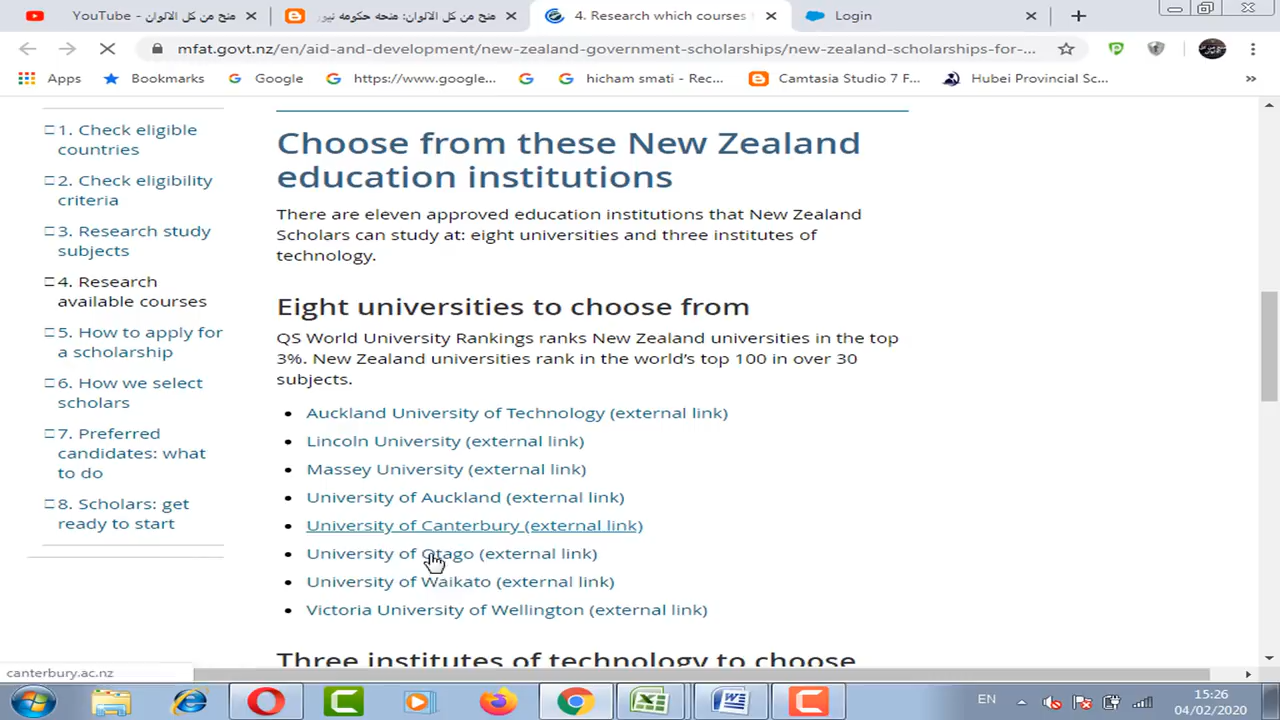 منح من كل الالوان - YouTube
منح من كل الالوان: منحه حكومه نيوز
4. Research which courses
Login
mfat.govt.nz/en/aid-and-development/new-zealand-government-scholarships/new-zealand-scholarships-for-...
Apps
Bookmarks
Google
https://www.google...
hicham smati - Rec...
Camtasia Studio 7 F...
Hubei Provincial Sc...
»
1. Check eligible
countries
2. Check eligibility
criteria
3. Research study
subjects
4. Research
available courses
5. How to apply for
a scholarship
6. How we select
scholars
7. Preferred
candidates: what
to do
8. Scholars: get
ready to start
Choose from these New Zealand
education institutions
There are eleven approved education institutions that New Zealand
Scholars can study at: eight universities and three institutes of
technology.
Eight universities to choose from
QS World University Rankings ranks New Zealand universities in the top
3%. New Zealand universities rank in the world's top 100 in over 30
subjects.
• Auckland University of Technology (external link)
• Lincoln University (external link)
• Massey University (external link)
• University of Auckland (external link)
• University of Canterbury (external link)
• University of Otago (external link)
• University of Waikato (external link)
• Victoria University of Wellington (external link)
Three institutes of technology to choose
canterbury.ac.nz
EN
15:26
04/02/2020